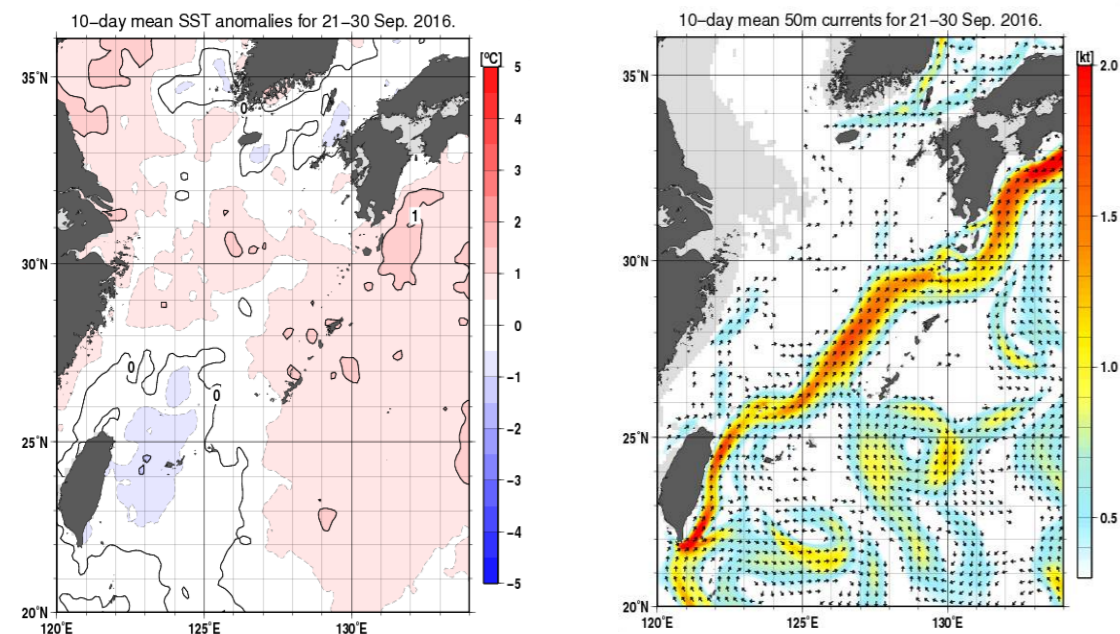 10-day mean SST anomalies for 21-30 Sep. 2016.
[°C]
5
4
3
2
1
0
-1
-2
-3
-4
-5
35°N
30°N
25°N
20°N
120°E
125°E
130°E
0
1
0
0
10-day mean 50m currents for 21-30 Sep. 2016.
[kt]
2.0
1.5
1.0
0.5
35°N
30°N
25°N
20°N
120°E
125°E
130°E